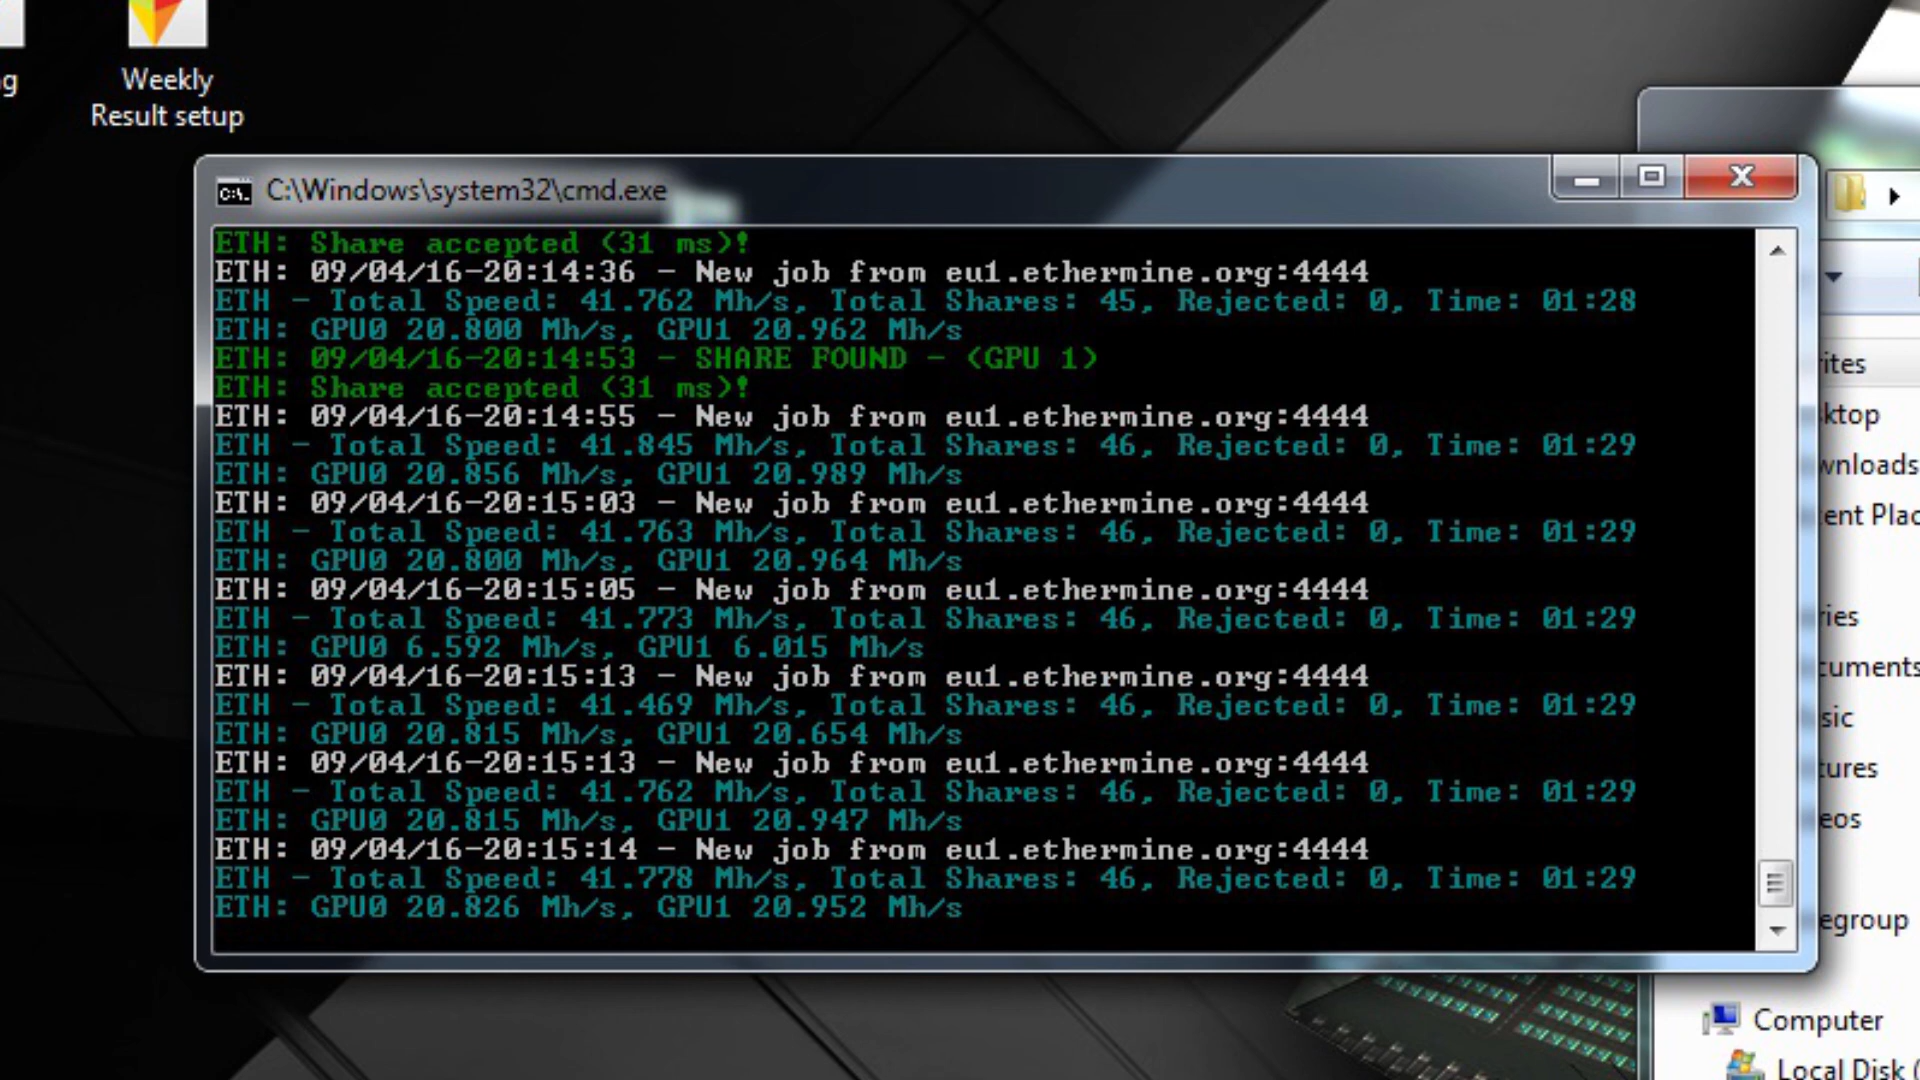 g
Weekly
Result setup
C:\Windows\system32\cmd.exe
ETH: Share accepted (31 ms)!
ETH: 09/04/16-20:14:36 - New job from eu1.ethermine.org:4444
ETH - Total Speed: 41.762 Mh/s, Total Shares: 45, Rejected: 0, Time: 01:28
ETH: GPU0 20.800 Mh/s, GPU1 20.962 Mh/s
ETH: 09/04/16-20:14:53 - SHARE FOUND - (GPU 1)
ETH: Share accepted (31 ms)!
ETH: 09/04/16-20:14:55 - New job from eu1.ethermine.org:4444
ETH - Total Speed: 41.845 Mh/s, Total Shares: 46, Rejected: 0, Time: 01:29
ETH: GPU0 20.856 Mh/s, GPU1 20.989 Mh/s
ETH: 09/04/16-20:15:03 - New job from eu1.ethermine.org:4444
ETH - Total Speed: 41.763 Mh/s, Total Shares: 46, Rejected: 0, Time: 01:29
ETH: GPU0 20.800 Mh/s, GPU1 20.964 Mh/s
ETH: 09/04/16-20:15:05 - New job from eu1.ethermine.org:4444
ETH - Total Speed: 41.773 Mh/s, Total Shares: 46, Rejected: 0, Time: 01:29
ETH: GPU0 6.592 Mh/s, GPU1 6.015 Mh/s
ETH: 09/04/16-20:15:13 - New job from eu1.ethermine.org:4444
ETH - Total Speed: 41.469 Mh/s, Total Shares: 46, Rejected: 0, Time: 01:29
ETH: GPU0 20.815 Mh/s, GPU1 20.654 Mh/s
ETH: 09/04/16-20:15:13 - New job from eu1.ethermine.org:4444
ETH - Total Speed: 41.762 Mh/s, Total Shares: 46, Rejected: 0, Time: 01:29
ETH: GPU0 20.815 Mh/s, GPU1 20.947 Mh/s
ETH: 09/04/16-20:15:14 - New job from eu1.ethermine.org:4444
ETH - Total Speed: 41.778 Mh/s, Total Shares: 46, Rejected: 0, Time: 01:29
ETH: GPU0 20.826 Mh/s, GPU1 20.952 Mh/s
rites
ktop
wnloads
ent Plac
ries
cuments
sic
tures
eos
egroup
Computer
Local Disk (